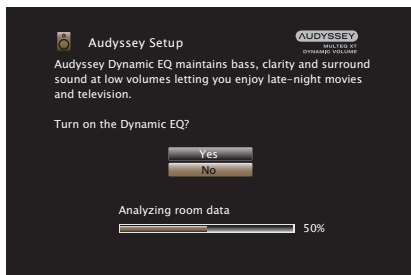 Audyssey Setup
AUDYSSEY
MULTEQ XT
DYNAMIC VOLUME
Audyssey Dynamic EQ maintains bass, clarity and surround
sound at low volumes letting you enjoy late-night movies
and television.
Turn on the Dynamic EQ?
Yes
No
Analyzing room data
50%